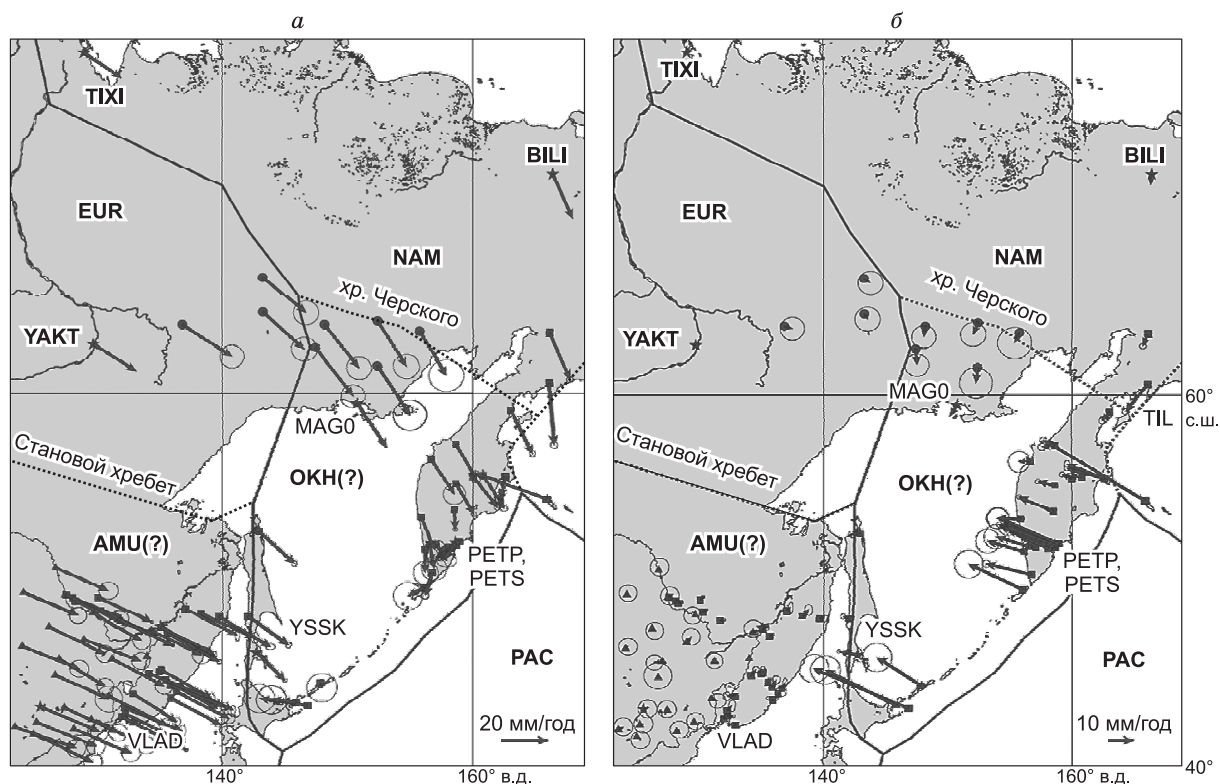 а
TIXI
BILI
EUR
NAM
хр. Черского
YAKT
MAG0
Становой хребет
OKH(?)
AMU(?)
PETP,
PETS
YSSK
PAC
VLAD
20 мм/год
140°
160° в.д.
б
TIXI
BILI
EUR
NAM
хр. Черского
YAKT
MAG0
TIL
60°
с.ш.
Становой хребет
OKH(?)
AMU(?)
PETP,
PETS
YSSK
PAC
VLAD
10 мм/год
140°
160° в.д.
40°